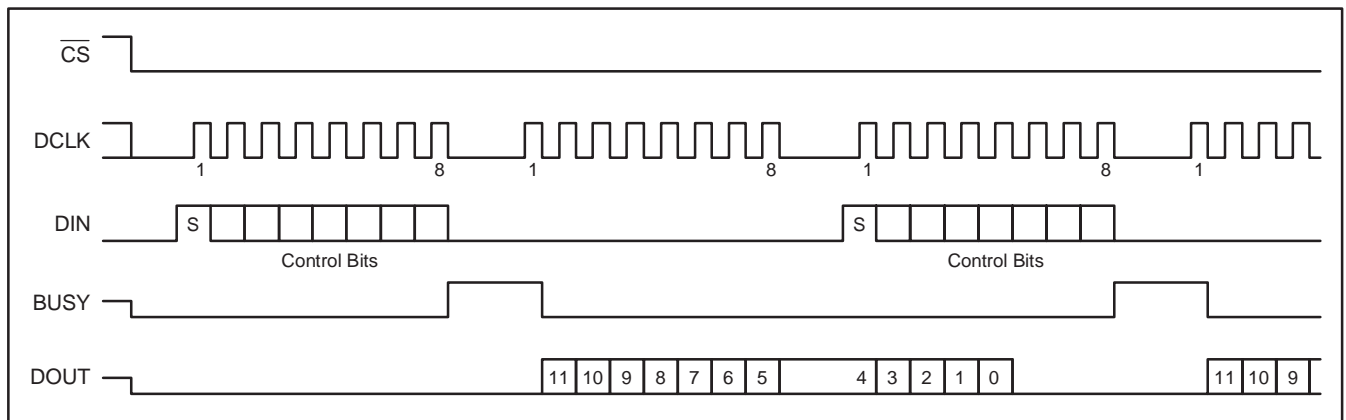 CS
DCLK
1 8 1 8 1 8 1
DIN
S S
Control Bits Control Bits
BUSY
DOUT
11 10 9 8 7 6 5 4 3 2 1 0 11 10 9